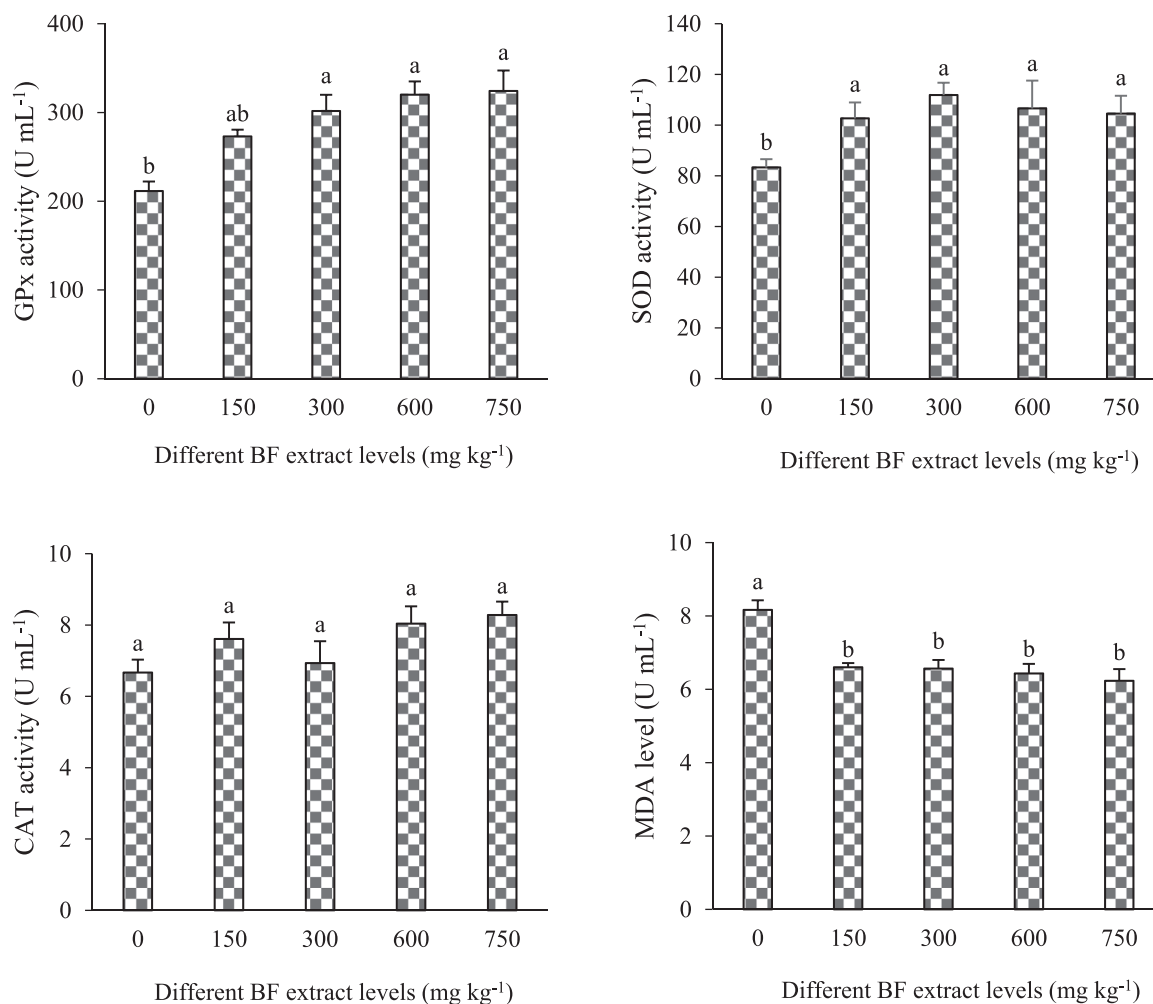 GPx activity (U mL⁻¹)
400
300
200
100
0
b
ab
a
a
a
0 150 300 600 750
Different BF extract levels (mg kg⁻¹)
SOD activity (U mL⁻¹)
140
120
100
80
60
40
20
0
b
a
a
a
a
0 150 300 600 750
Different BF extract levels (mg kg⁻¹)
CAT activity (U mL⁻¹)
10
8
6
4
2
0
a
a
a
a
a
0 150 300 600 750
Different BF extract levels (mg kg⁻¹)
MDA level (U mL⁻¹)
10
8
6
4
2
0
a
b
b
b
b
0 150 300 600 750
Different BF extract levels (mg kg⁻¹)